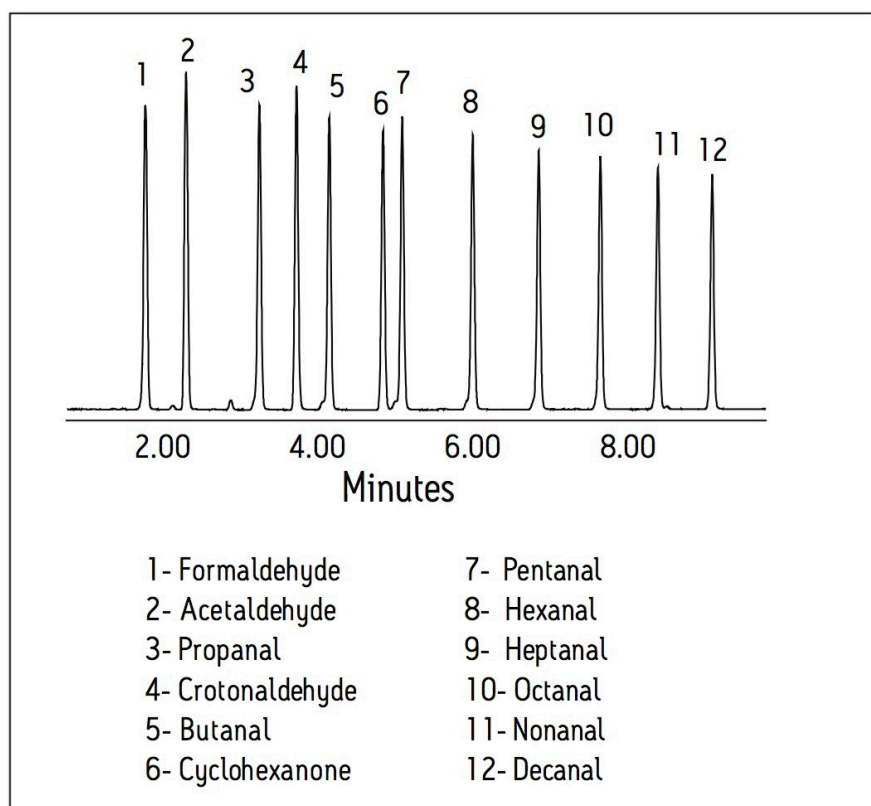 1
2
3
4
5
6
7
8
9
10
11
12
2.00 4.00 6.00 8.00
Minutes
1- Formaldehyde
2- Acetaldehyde
3- Propanal
4- Crotonaldehyde
5- Butanal
6- Cyclohexanone
7- Pentanal
8- Hexanal
9- Heptanal
10- Octanal
11- Nonanal
12- Decanal